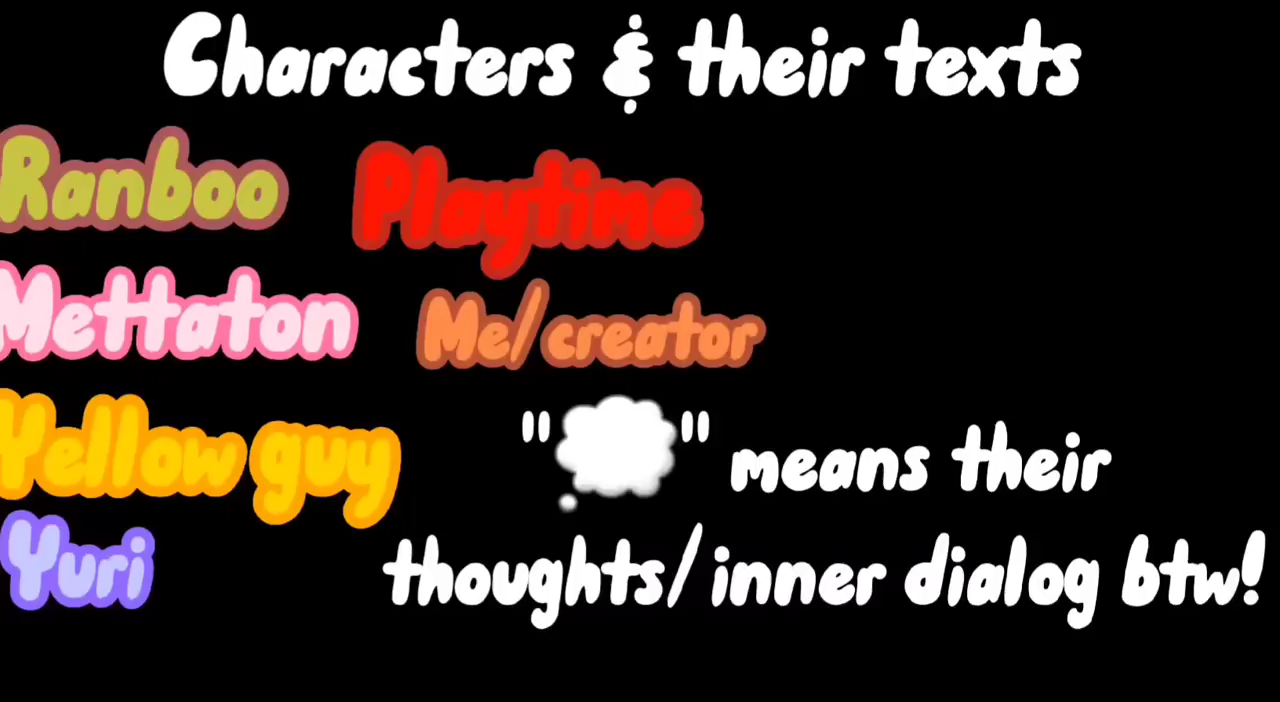 Characters & their texts
Ranboo
Playtime
Mettaton
Me/creator
Yellow guy
Yuri
" " means their
thoughts/inner dialog btw!